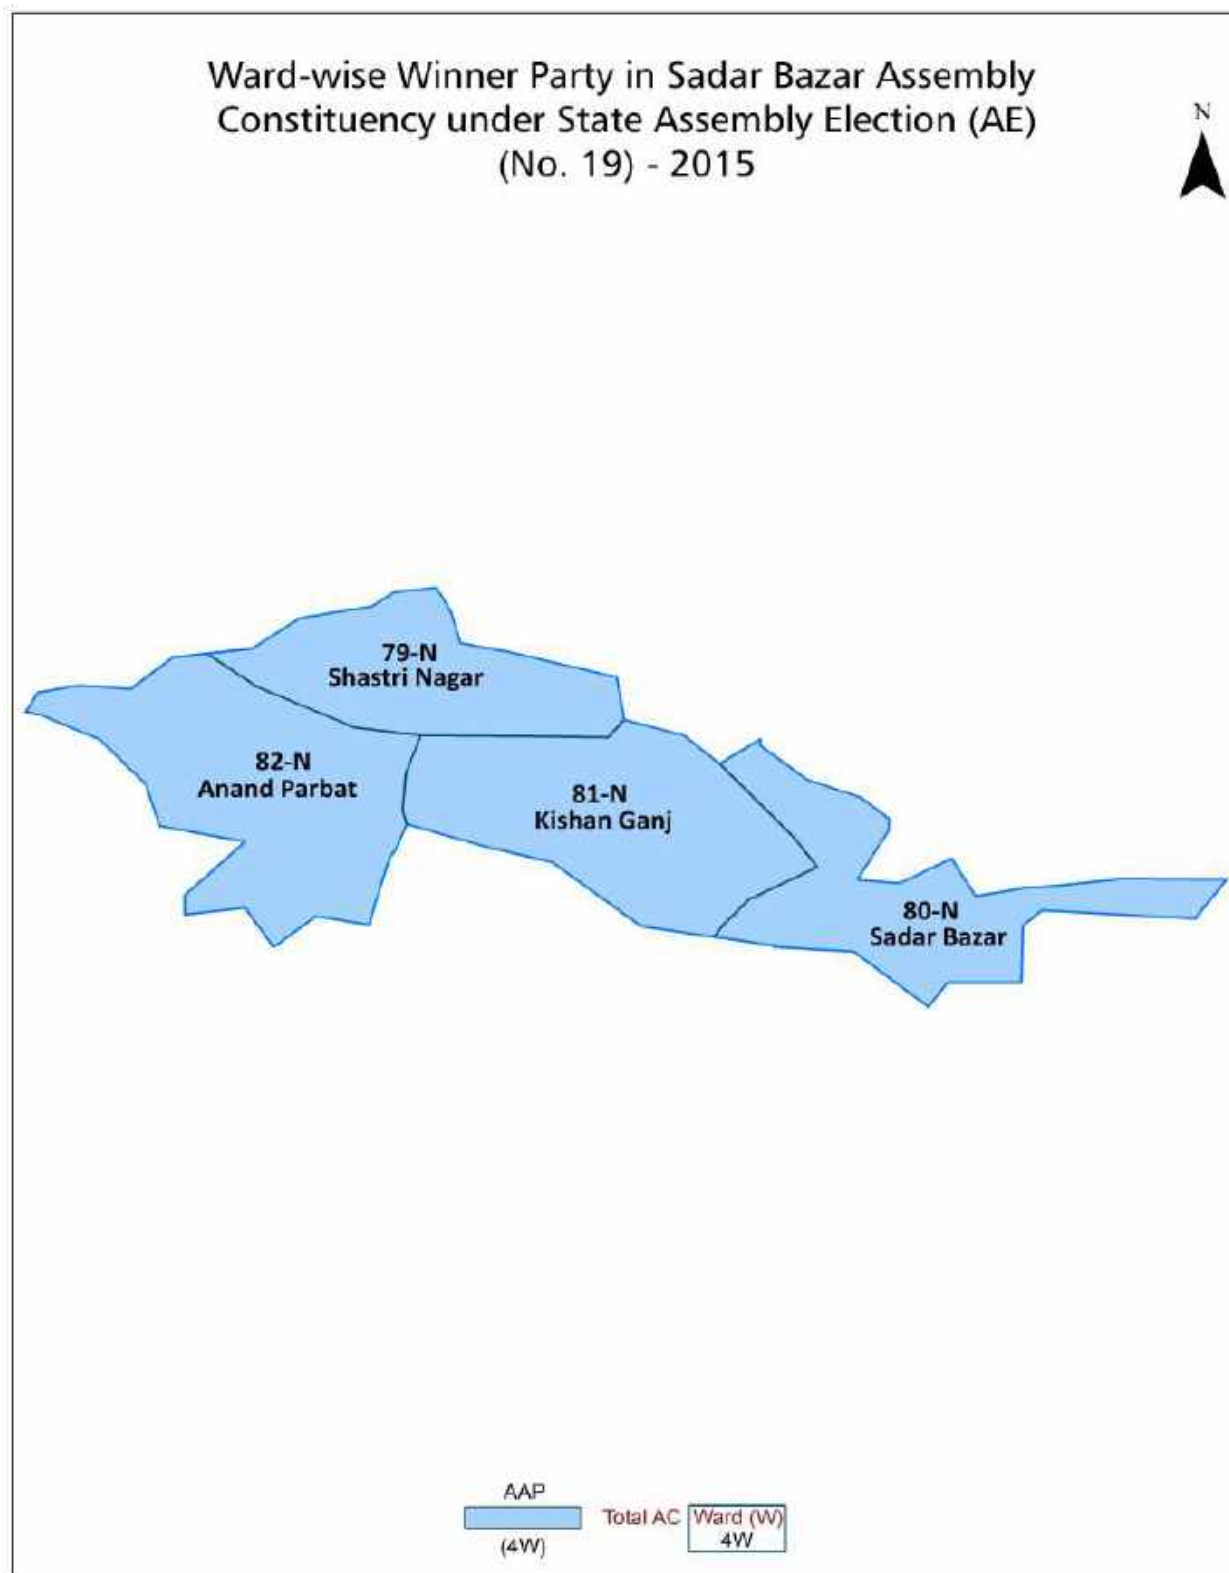 Ward-wise Winner Party in Sadar Bazar Assembly
Constituency under State Assembly Election (AE)
(No. 19) - 2015
N
79-N
Shastri Nagar
82-N
Anand Parbat
81-N
Kishan Ganj
80-N
Sadar Bazar
AAP
(4W)
Total AC
Ward (W)
4W